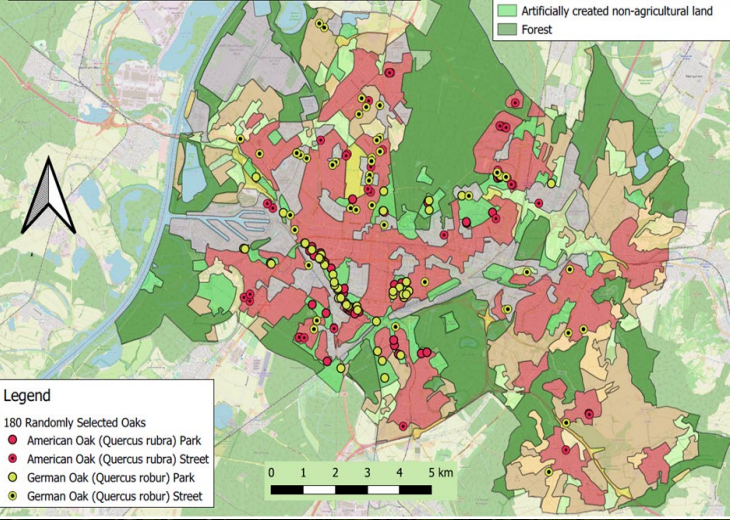 Artificially created non-agricultural land
Forest
Legend
180 Randomly Selected Oaks
American Oak (Quercus rubra) Park
American Oak (Quercus rubra) Street
German Oak (Quercus robur) Park
German Oak (Quercus robur) Street
0 1 2 3 4 5 km